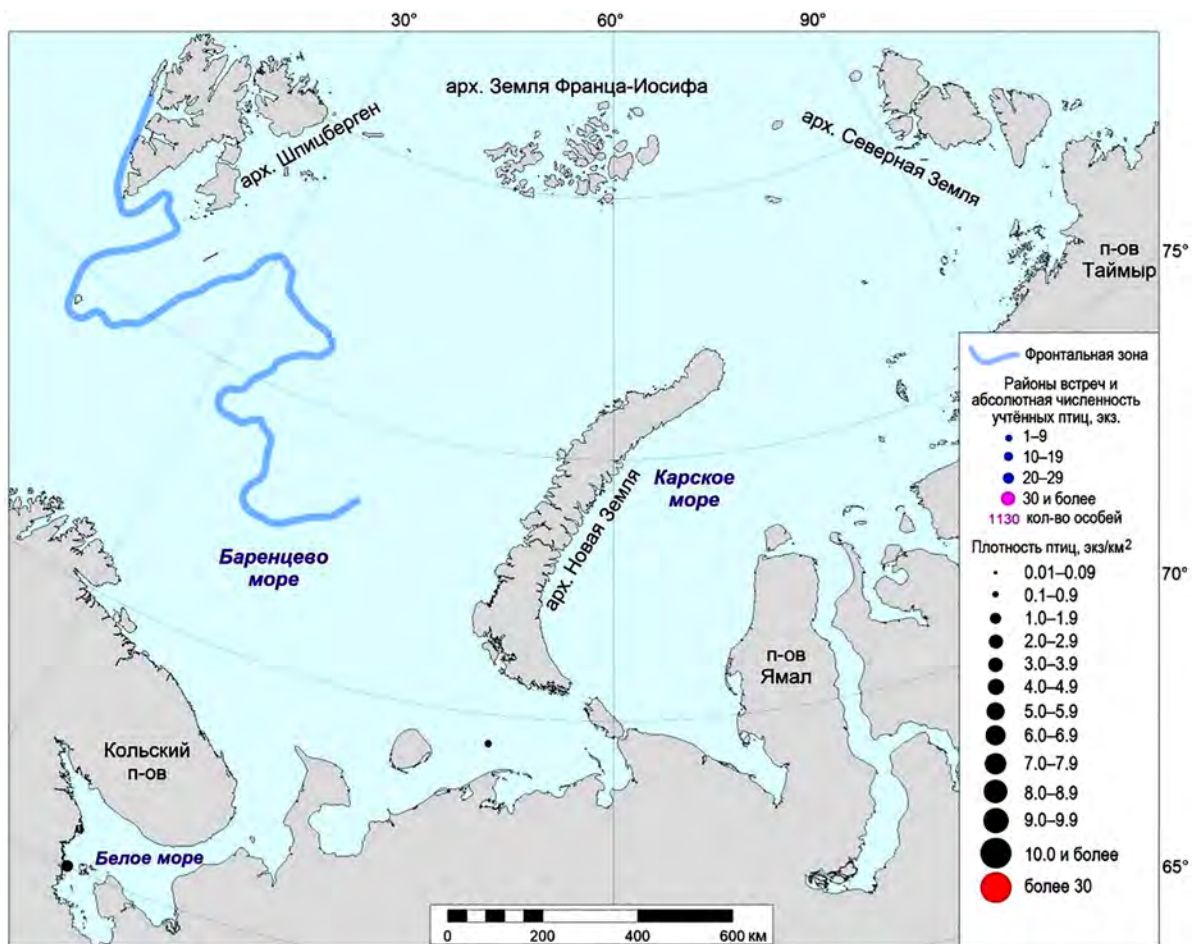 30°
60°
90°
арх. Земля Франца-Иосифа
арх. Шпицберген
арх. Северная Земля
п-ов
Таймыр
75°
Карское
море
арх. Новая Земля
Баренцево
море
70°
п-ов
Ямал
Кольский
п-ов
Белое море
65°
Фронтальная зона
Районы встреч и
абсолютная численность
учтённых птиц, экз.
1–9
10–19
20–29
30 и более
1130 кол-во особей
Плотность птиц, экз/км²
0.01–0.09
0.1–0.9
1.0–1.9
2.0–2.9
3.0–3.9
4.0–4.9
5.0–5.9
6.0–6.9
7.0–7.9
8.0–8.9
9.0–9.9
10.0 и более
более 30
0 200 400 600 км